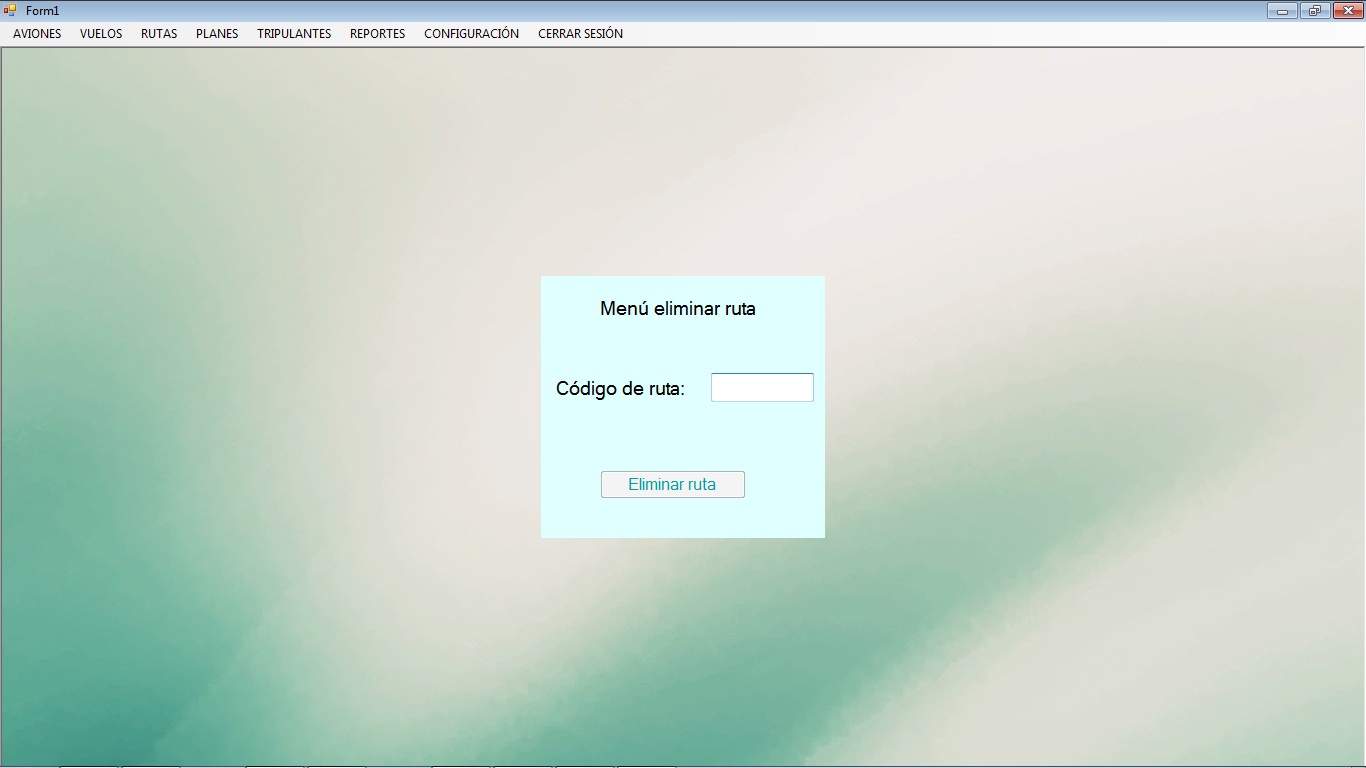 Form1
AVIONES VUELOS RUTAS PLANES TRIPULANTES REPORTES CONFIGURACIÓN CERRAR SESIÓN
Menú eliminar ruta
Código de ruta:
Eliminar ruta